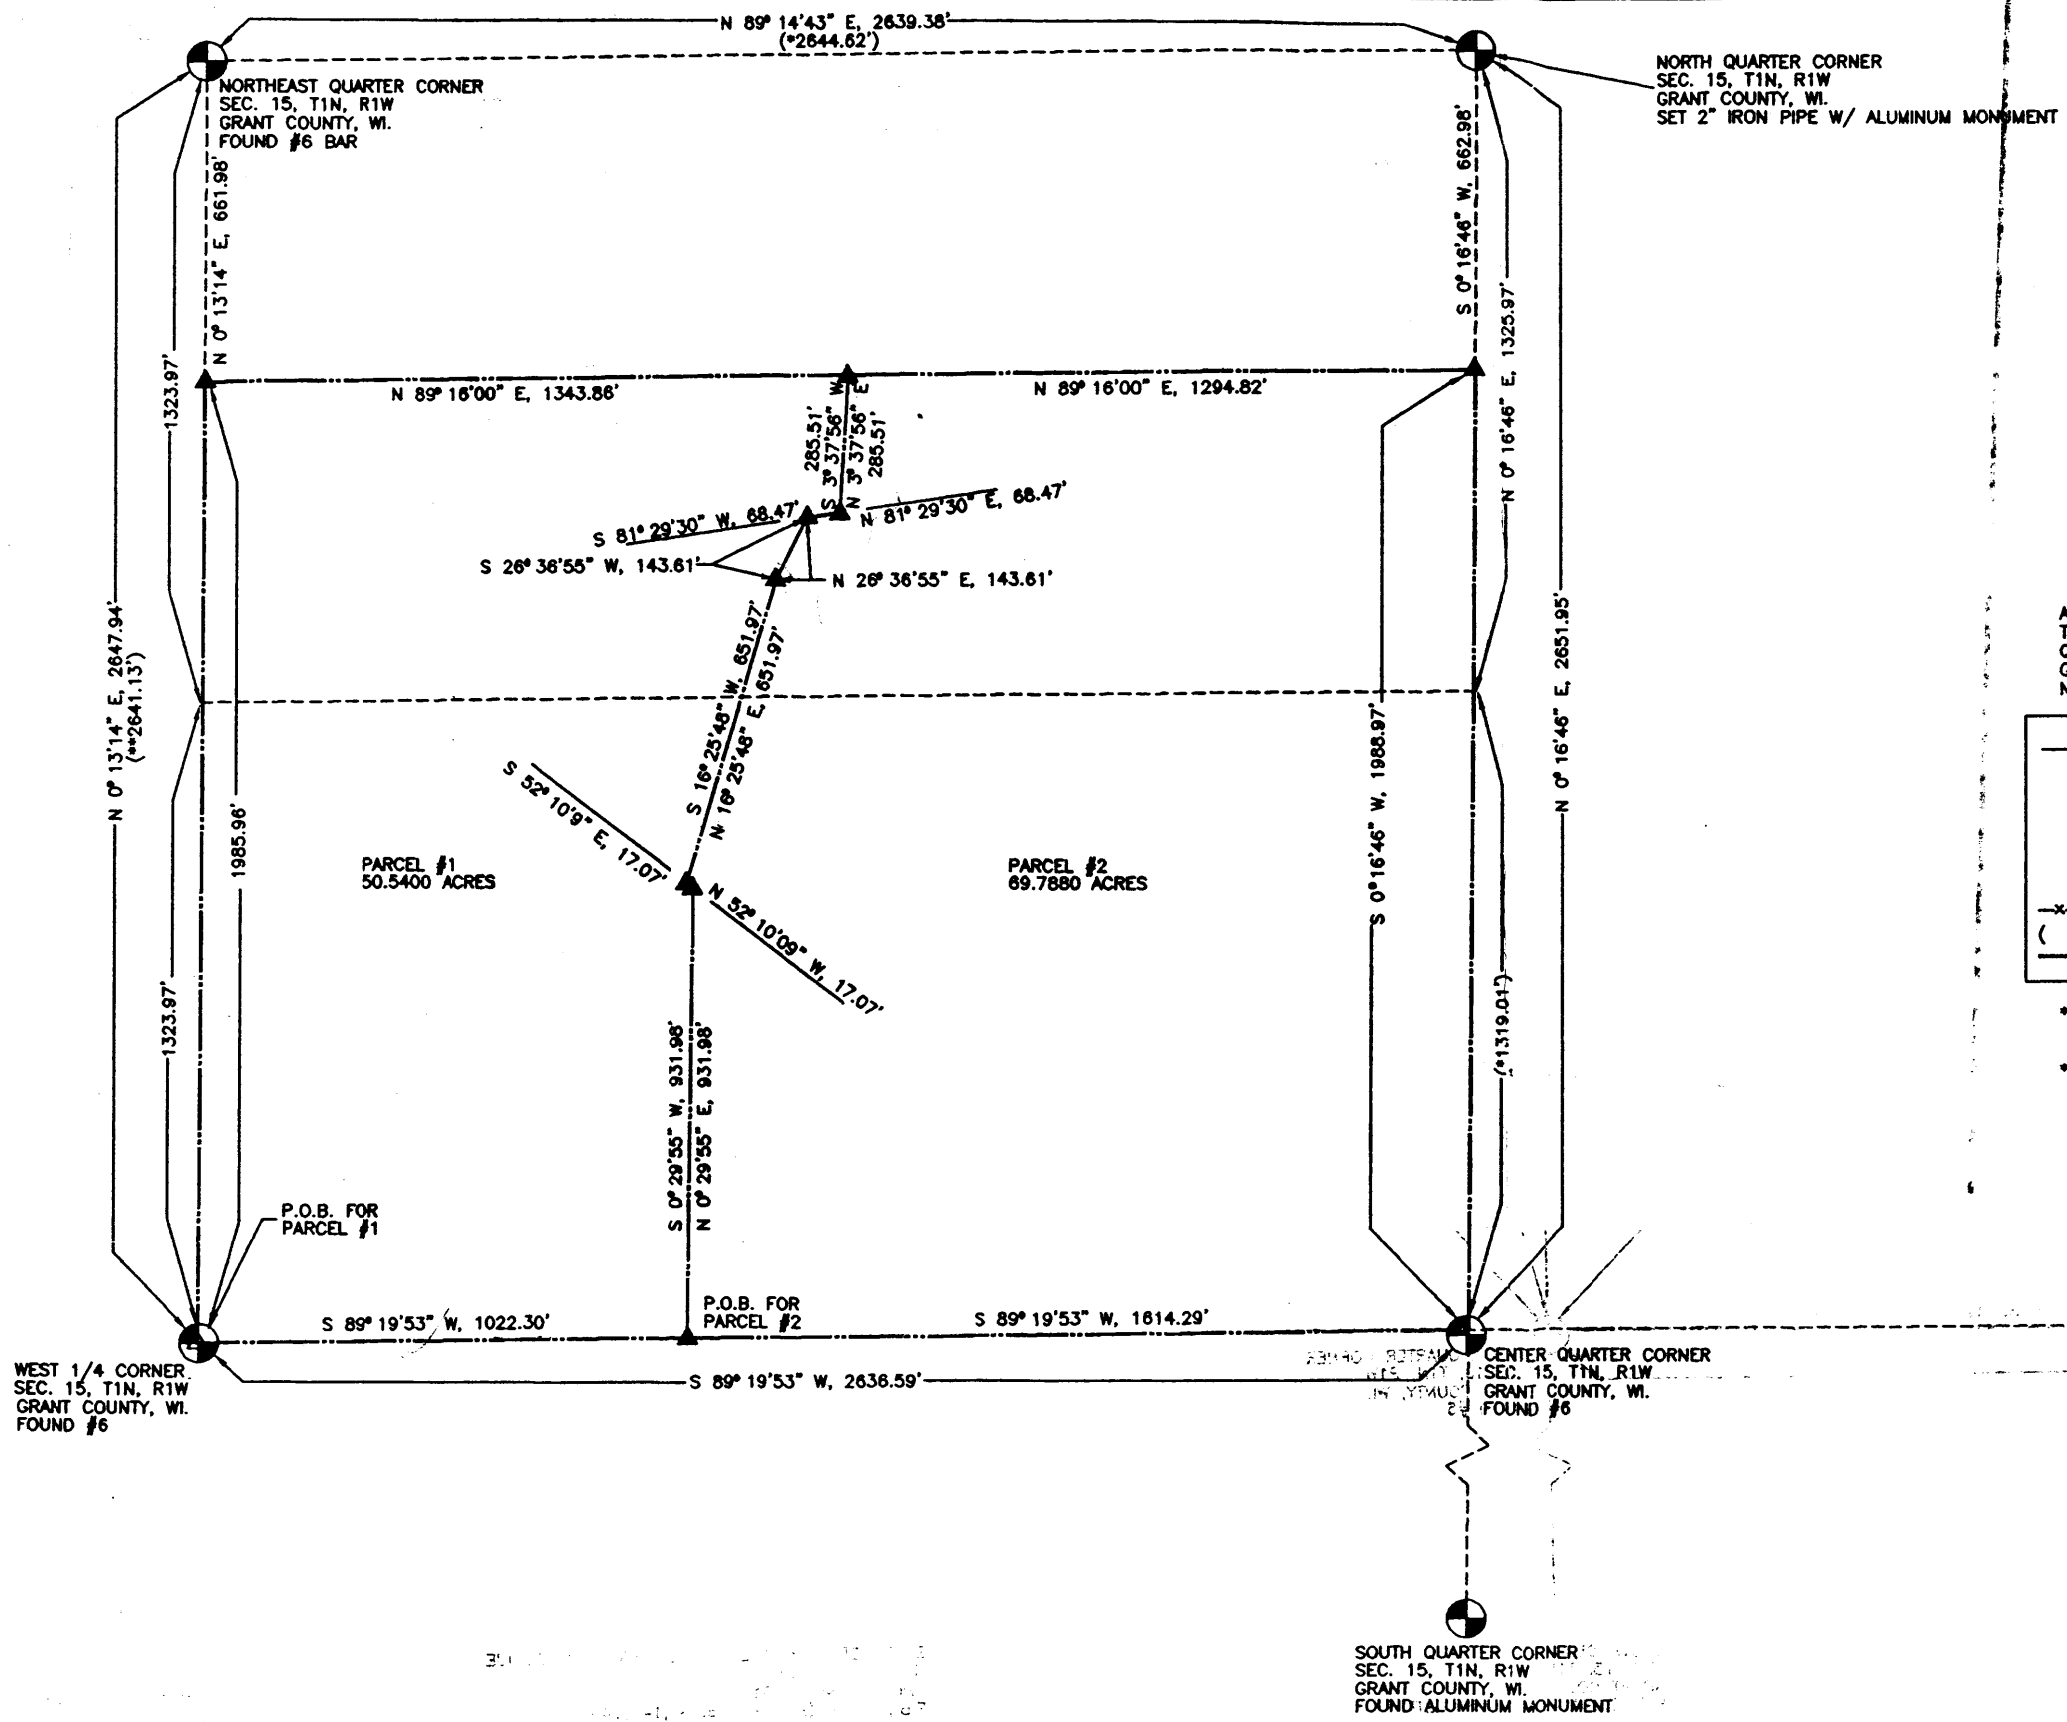 N 89° 14'43" E, 2639.38'
(*2644.62')
NORTHEAST QUARTER CORNER
SEC. 15, T1N, R1W
GRANT COUNTY, WI.
FOUND #6 BAR
NORTH QUARTER CORNER
SEC. 15, T1N, R1W
GRANT COUNTY, WI.
SET 2" IRON PIPE W/ ALUMINUM MONUMENT
N 0° 13'14" E, 661.98'
S 0° 16'46" W, 662.98'
1323.97'
N 0° 16'46" E, 1325.97'
N 89° 16'00" E, 1343.86'
N 89° 16'00" E, 1294.82'
285.51'
S 3° 37'56" W
N 3° 37'56" E
285.51'
S 81° 29'30" W, 68.47'
N 81° 29'30" E, 68.47'
S 26° 36'55" W, 143.61'
N 26° 36'55" E, 143.61'
N 0° 13'14" E, 2647.94'
(**2641.13')
S 16° 25'48" W, 651.97'
N 16° 25'48" E, 651.97'
N 0° 16'46" E, 2651.95'
S 0°16'46" W, 1988.97'
1985.96'
S 52° 10'9" E, 17.07'
N 52° 10'09" W, 17.07'
PARCEL #1
50.5400 ACRES
PARCEL #2
69.7880 ACRES
1323.97'
(*1319.01')
S 0° 29'55" W, 931.98'
N 0° 29'55" E, 931.98'
P.O.B. FOR
PARCEL #1
P.O.B. FOR
PARCEL #2
S 89° 19'53" W, 1022.30'
S 89° 19'53" W, 1614.29'
WEST 1/4 CORNER
SEC. 15, T1N, R1W
GRANT COUNTY, WI.
FOUND #6
S 89° 19'53" W, 2636.59'
CENTER QUARTER CORNER
SEC. 15, T1N, R1W
GRANT COUNTY, WI.
FOUND #6
SOUTH QUARTER CORNER
SEC. 15, T1N, R1W
GRANT COUNTY, WI.
FOUND ALUMINUM MONUMENT